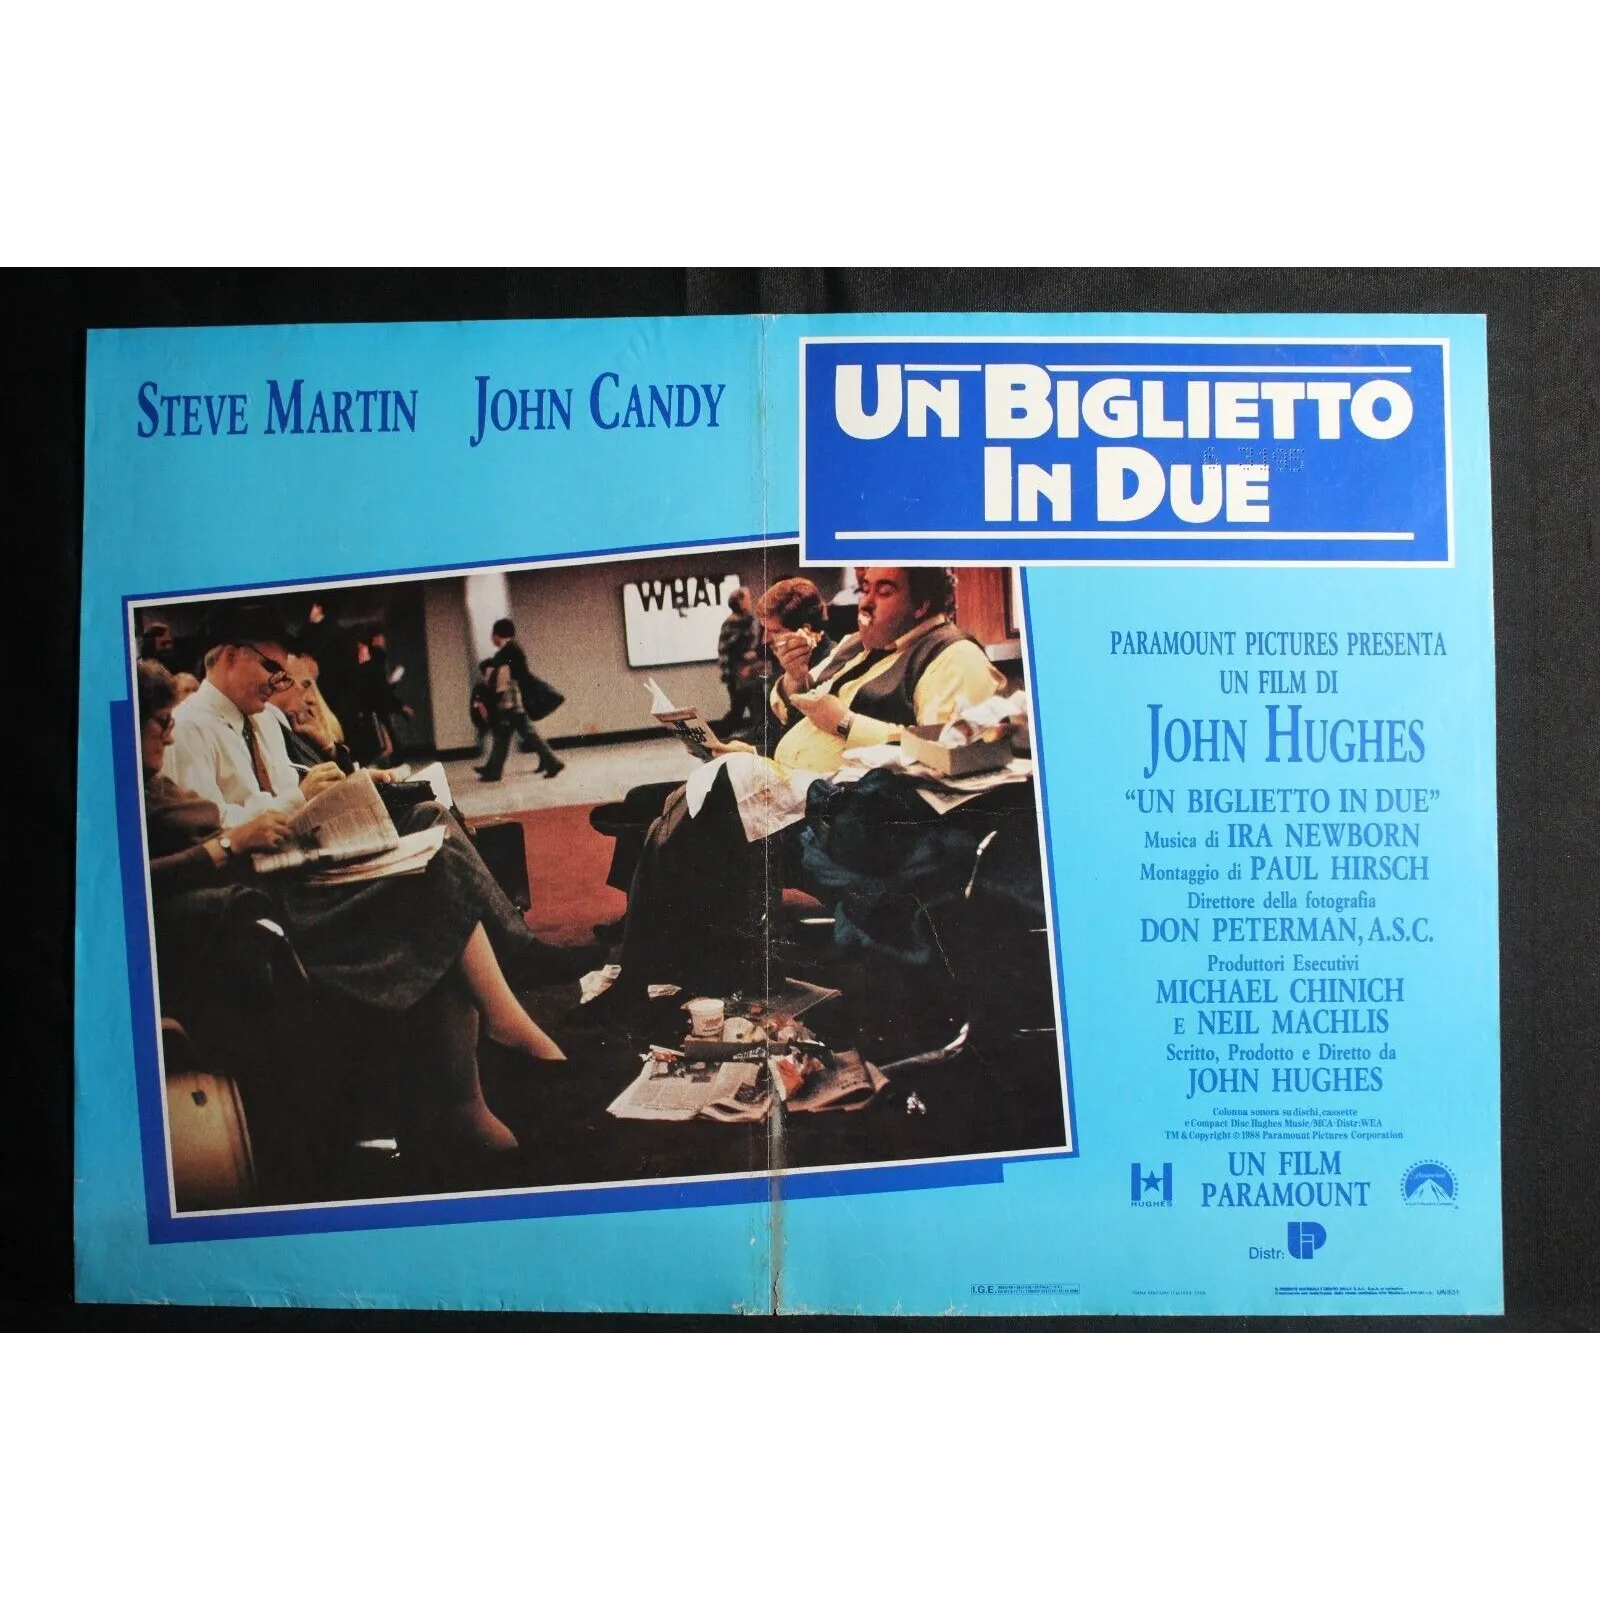 STEVE MARTIN JOHN CANDY
UN BIGLIETTO
IN DUE
WHAT
PARAMOUNT PICTURES PRESENTA
UN FILM DI
JOHN HUGHES
“UN BIGLIETTO IN DUE”
Musica di IRA NEWBORN
Montaggio di PAUL HIRSCH
Direttore della fotografia
DON PETERMAN, A.S.C.
Produttori Esecutivi
MICHAEL CHINICH
E NEIL MACHLIS
Scritto, Prodotto e Diretto da
JOHN HUGHES
Colonna sonora su dischi, cassette
e Compact Disc Hughes Music/MCA-Distr: WEA
TM & Copyright © 1988 Paramount Pictures Corporation
UN FILM
PARAMOUNT
HUGHES
Paramount
Distr:
I.G.E.